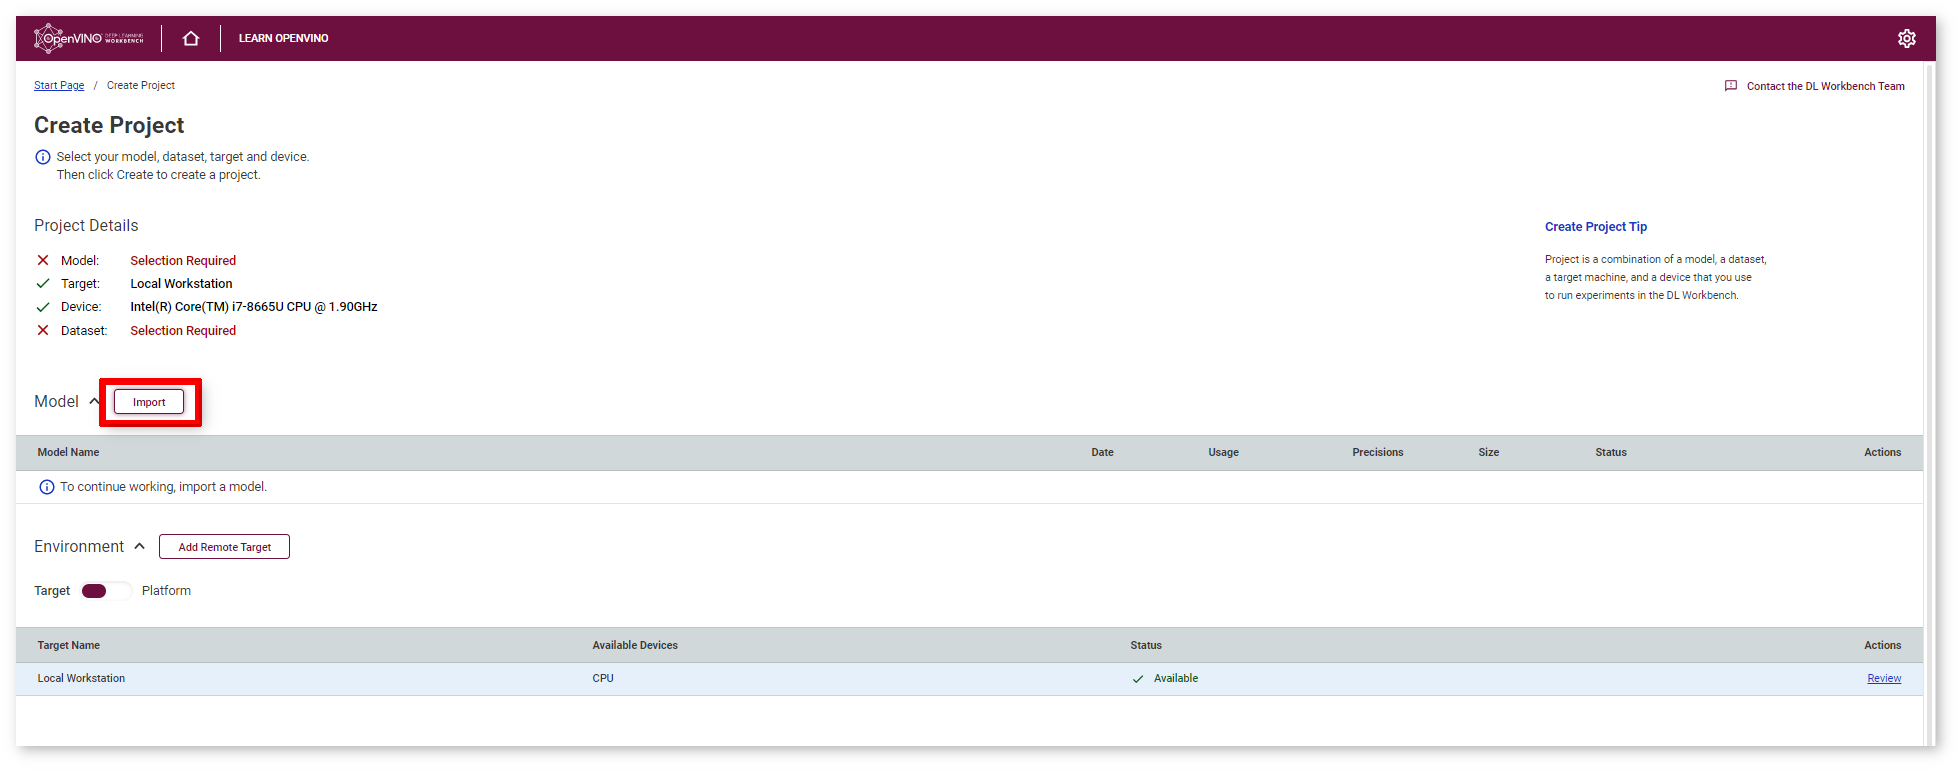 OpenVINO DEEP LEARNING WORKBENCH
LEARN OPENVINO
Start Page / Create Project
Contact the DL Workbench Team
Create Project
Select your model, dataset, target and device.
Then click Create to create a project.
Project Details
Model: Selection Required
Target: Local Workstation
Device: Intel(R) Core(TM) i7-8665U CPU @ 1.90GHz
Dataset: Selection Required
Create Project Tip
Project is a combination of a model, a dataset,
a target machine, and a device that you use
to run experiments in the DL Workbench.
Model Import
Model Name Date Usage Precisions Size Status Actions
To continue working, import a model.
Environment Add Remote Target
Target Platform
Target Name Available Devices Status Actions
Local Workstation CPU Available Review